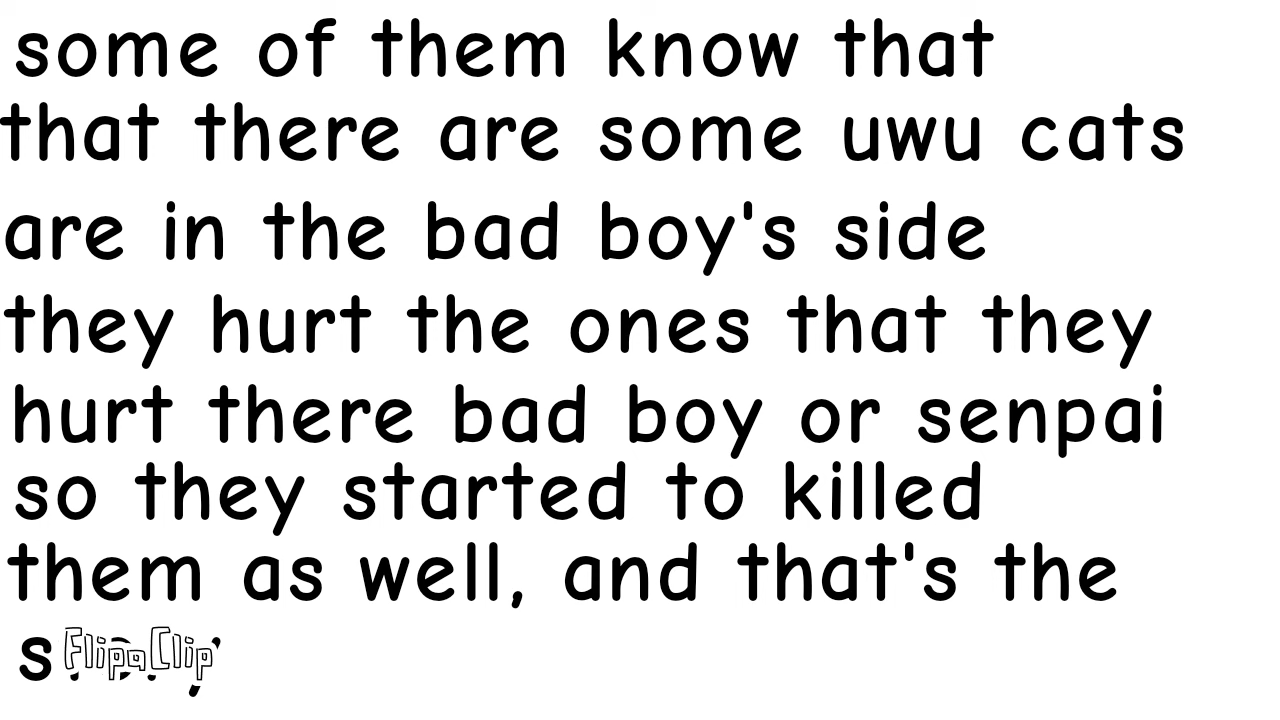 some of them know that
that there are some uwu cats
are in the bad boy's side
they hurt the ones that they
hurt there bad boy or senpai
so they started to killed
them as well, and that's the
FlipaClip